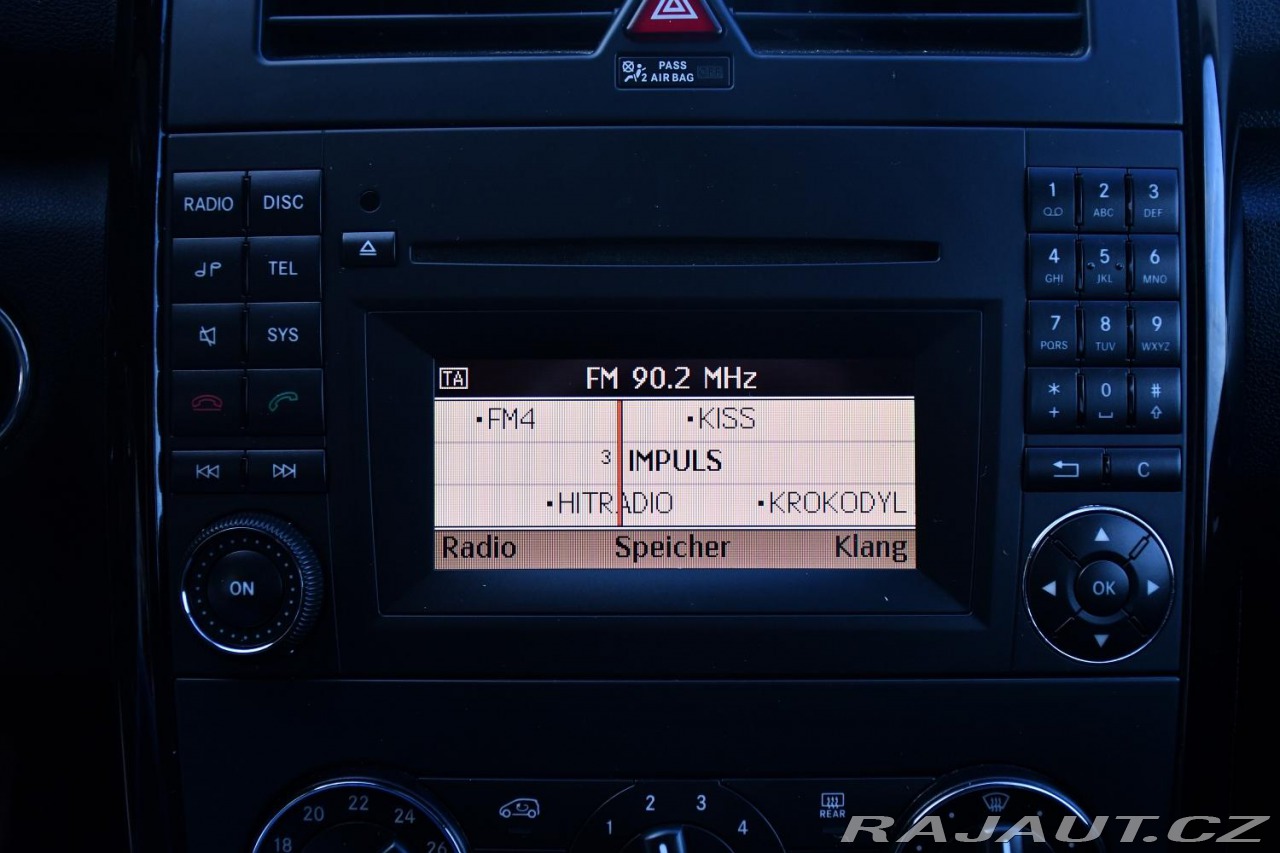 PASS
2 AIR BAG OFF
RADIO DISC
TEL
SYS
ON
TA FM 90.2 MHz
•FM4 •KISS
3 IMPULS
•HITRADIO •KROKODYL
Radio Speicher Klang
1 2 3
ABC DEF
4 5 6
GHI JKL MNO
7 8 9
PQRS TUV WXYZ
* 0 #
+
C
OK
18 20 22 24 26
1 2 3 4
REAR
RAJAUT.CZ